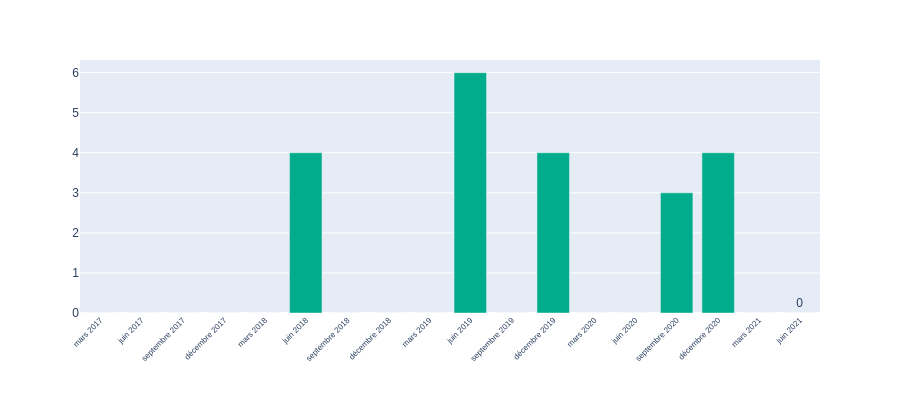 6
5
4
3
2
1
0
0
mars 2017
juin 2017
septembre 2017
décembre 2017
mars 2018
juin 2018
septembre 2018
décembre 2018
mars 2019
juin 2019
septembre 2019
décembre 2019
mars 2020
juin 2020
septembre 2020
décembre 2020
mars 2021
juin 2021